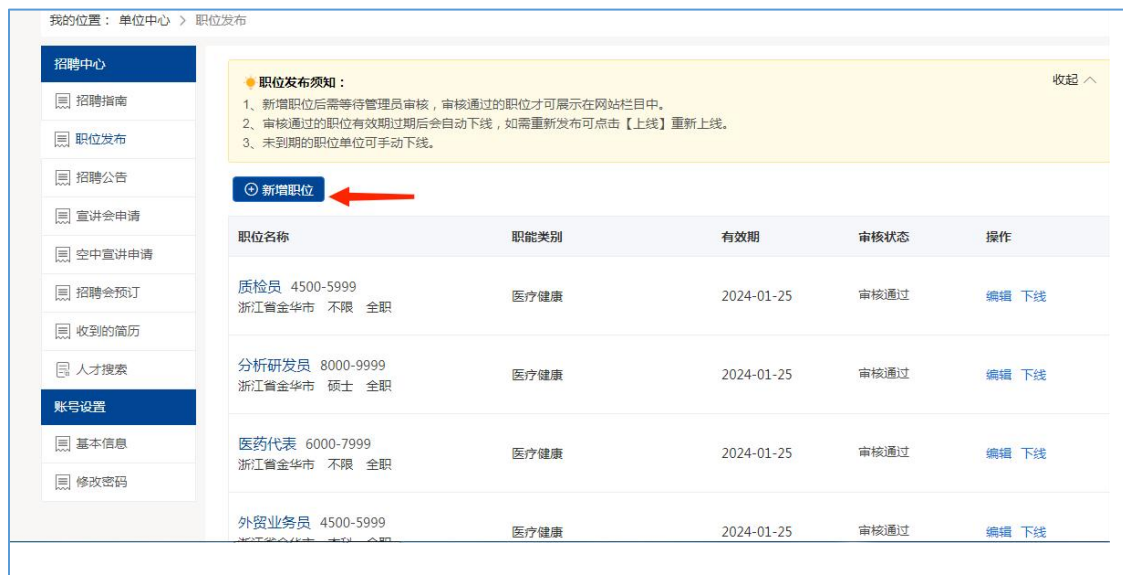 我的位置： 单位中心 > 职位发布
招聘中心
招聘指南
职位发布
招聘公告
宣讲会申请
空中宣讲申请
招聘会预订
收到的简历
人才搜索
账号设置
基本信息
修改密码
职位发布须知： 收起
1、新增职位后需等待管理员审核，审核通过的职位才可展示在网站栏目中。
2、审核通过的职位有效期过期后会自动下线，如需重新发布可点击【上线】重新上线。
3、未到期的职位单位可手动下线。
新增职位
职位名称 职能类别 有效期 审核状态 操作
质检员 4500-5999
浙江省金华市 不限 全职 医疗健康 2024-01-25 审核通过 编辑 下线
分析研发员 8000-9999
浙江省金华市 硕士 全职 医疗健康 2024-01-25 审核通过 编辑 下线
医药代表 6000-7999
浙江省金华市 不限 全职 医疗健康 2024-01-25 审核通过 编辑 下线
外贸业务员 4500-5999
浙江省金华市 本科 全职 医疗健康 2024-01-25 审核通过 编辑 下线